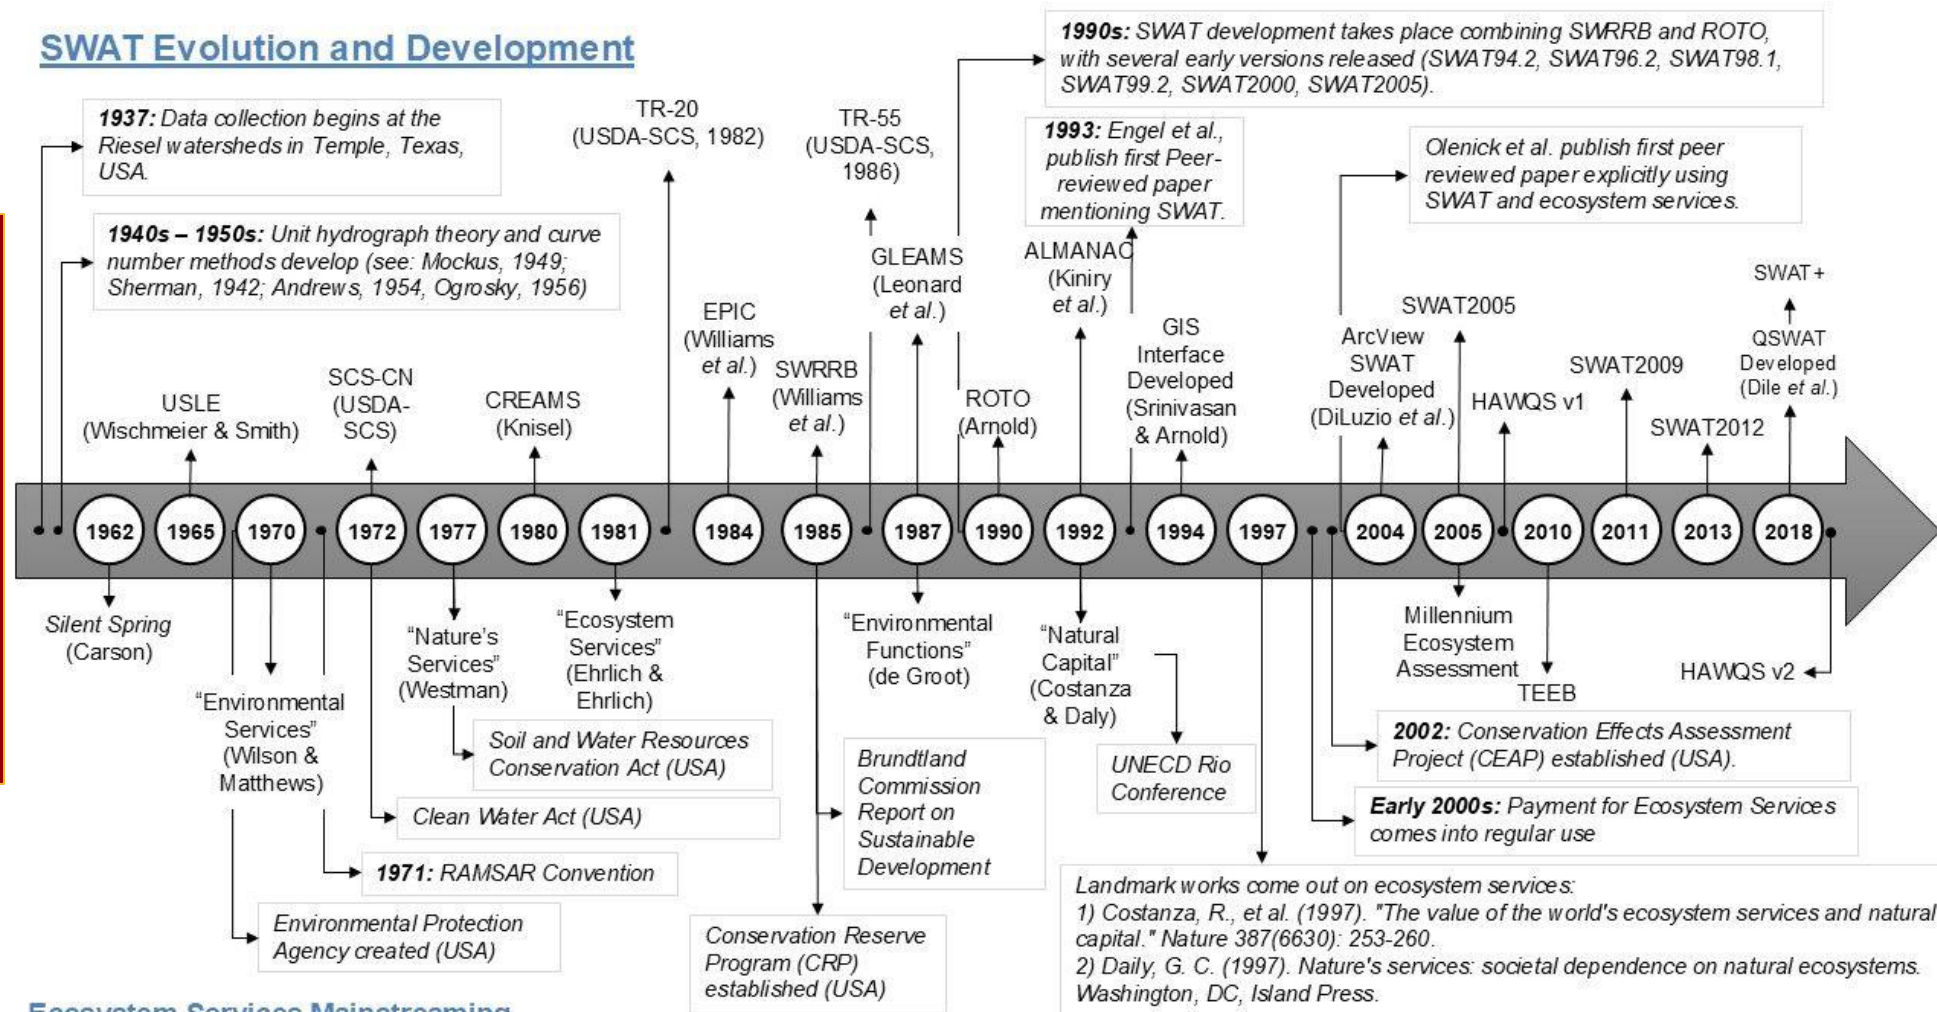 SWAT Evolution and Development
1937: Data collection begins at the
Riesel watersheds in Temple, Texas,
USA.
1940s – 1950s: Unit hydrograph theory and curve
number methods develop (see: Mockus, 1949;
Sherman, 1942; Andrews, 1954, Ogrosky, 1956)
USLE
(Wischmeier & Smith)
SCS-CN
(USDA-
SCS)
CREAMS
(Knisel)
TR-20
(USDA-SCS, 1982)
EPIC
(Williams
et al.)
SWRRB
(Williams
et al.)
TR-55
(USDA-SCS,
1986)
GLEAMS
(Leonard
et al.)
1990s: SWAT development takes place combining SWRRB and ROTO,
with several early versions released (SWAT94.2, SWAT96.2, SWAT98.1,
SWAT99.2, SWAT2000, SWAT2005).
ROTO
(Arnold)
ALMANAC
(Kiniry
et al.)
1993: Engel et al.,
publish first Peer-
reviewed paper
mentioning SWAT.
GIS
Interface
Developed
(Srinivasan
& Arnold)
Olenick et al. publish first peer
reviewed paper explicitly using
SWAT and ecosystem services.
ArcView
SWAT
Developed
(DiLuzio et al.)
SWAT2005
HAWQS v1
SWAT2009
SWAT2012
SWAT+
QSWAT
Developed
(Dile et al.)
1962 1965 1970 1972 1977 1980 1981 1984 1985 1987 1990 1992 1994 1997 2004 2005 2010 2011 2013 2018
Silent Spring
(Carson)
“Environmental
Services”
(Wilson &
Matthews)
Environmental Protection
Agency created (USA)
1971: RAMSAR Convention
Clean Water Act (USA)
“Nature’s
Services”
(Westman)
Soil and Water Resources
Conservation Act (USA)
“Ecosystem
Services”
(Ehrlich &
Ehrlich)
Brundtland
Commission
Report on
Sustainable
Development
Conservation Reserve
Program (CRP)
established (USA)
“Environmental
Functions”
(de Groot)
“Natural
Capital”
(Costanza
& Daly)
UNECD Rio
Conference
Landmark works come out on ecosystem services:
1) Costanza, R., et al. (1997). "The value of the world's ecosystem services and natural
capital." Nature 387(6630): 253-260.
2) Daily, G. C. (1997). Nature's services: societal dependence on natural ecosystems.
Washington, DC, Island Press.
Early 2000s: Payment for Ecosystem Services
comes into regular use
2002: Conservation Effects Assessment
Project (CEAP) established (USA).
Millennium
Ecosystem
Assessment
TEEB
HAWQS v2
Ecosystem Services Mainstreaming